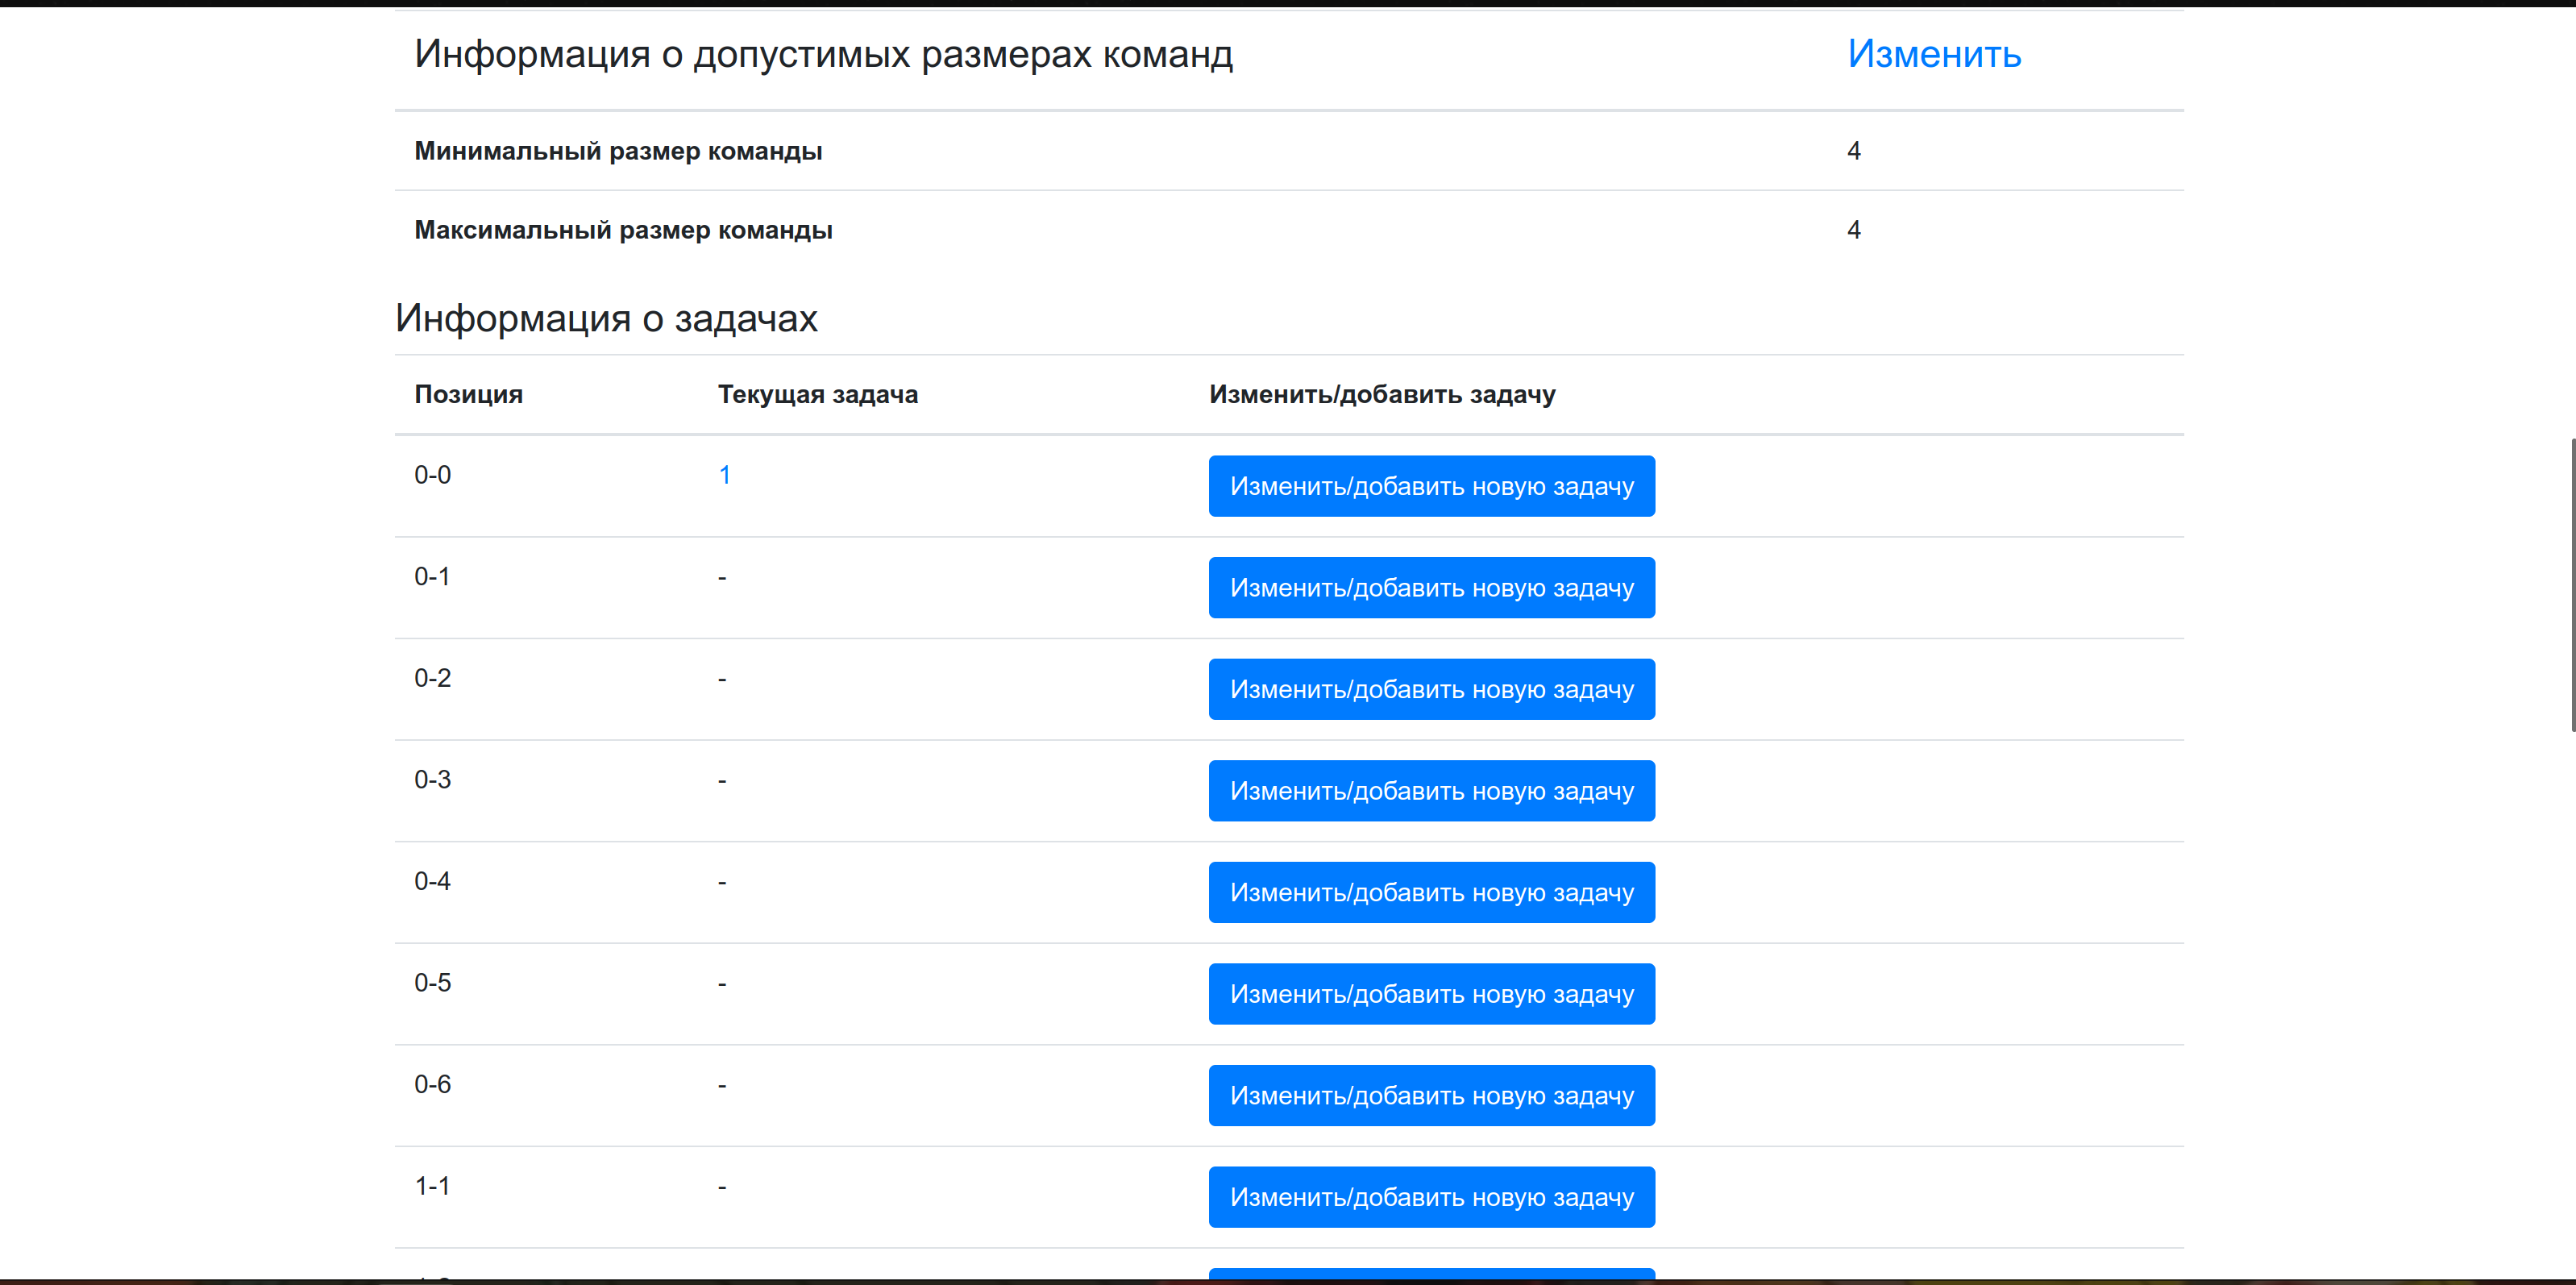 Информация о допустимых размерах команд Изменить
Минимальный размер команды 4
Максимальный размер команды 4
Информация о задачах
Позиция Текущая задача Изменить/добавить задачу
0-0 1 Изменить/добавить новую задачу
0-1 - Изменить/добавить новую задачу
0-2 - Изменить/добавить новую задачу
0-3 - Изменить/добавить новую задачу
0-4 - Изменить/добавить новую задачу
0-5 - Изменить/добавить новую задачу
0-6 - Изменить/добавить новую задачу
1-1 - Изменить/добавить новую задачу